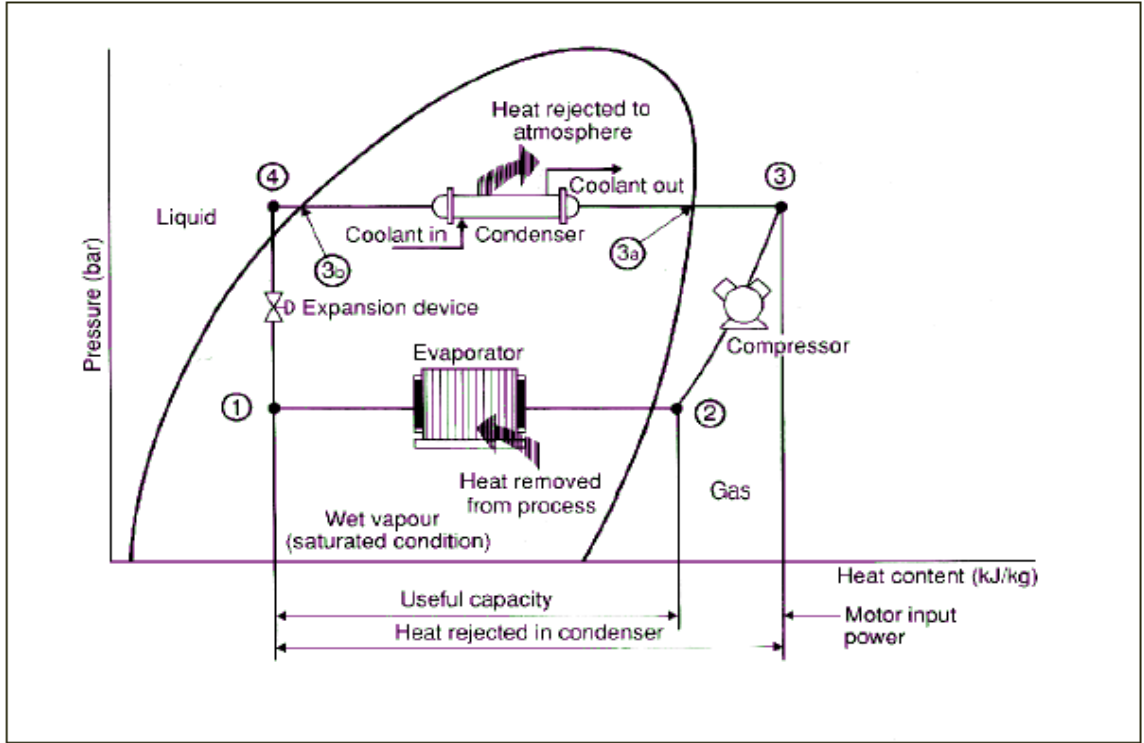 Heat rejected to
atmosphere
4
3
Coolant out
Liquid
Coolant in
Condenser
3a
3b
Pressure (bar)
D Expansion device
Compressor
Evaporator
1
2
Heat removed
from process
Gas
Wet vapour
(saturated condition)
Heat content (kJ/kg)
Useful capacity
Motor input
power
Heat rejected in condenser